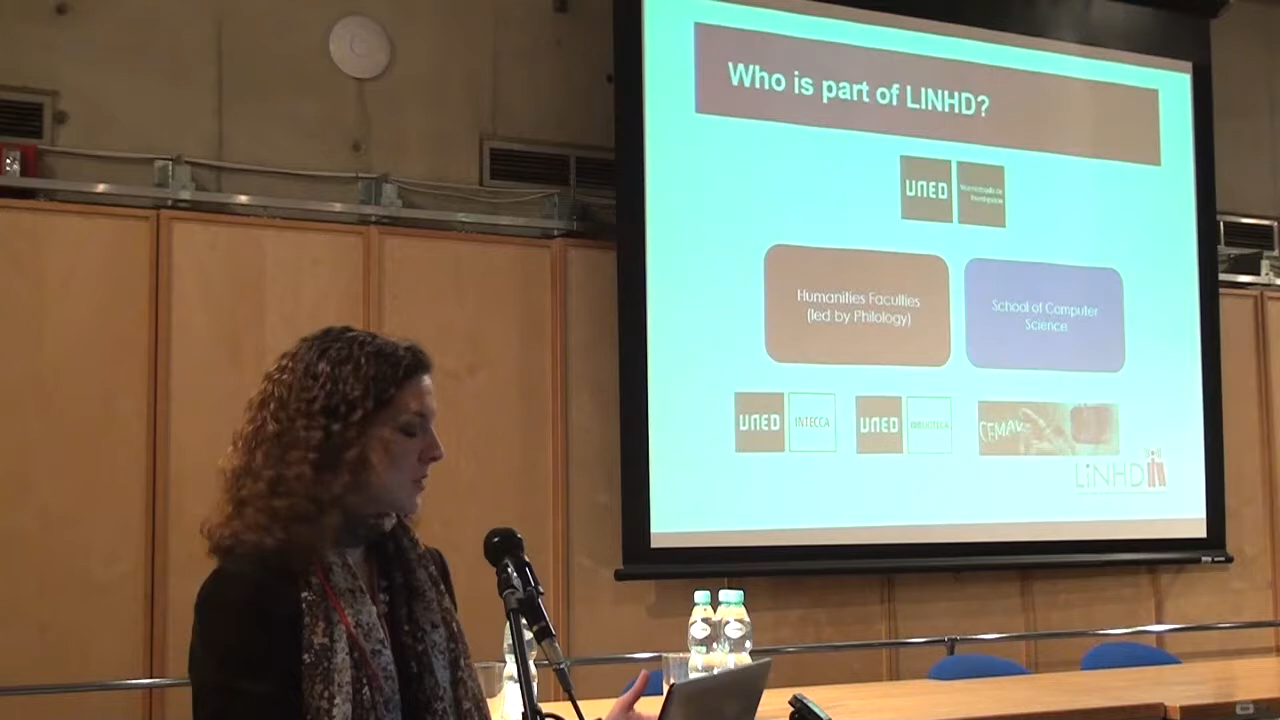 Who is part of LINHD?
UNED
Humanities Faculties
(led by Philology)
School of Computer
Science
UNED INTECCA
UNED BIBLIOTECA
CEMAV
LINHD